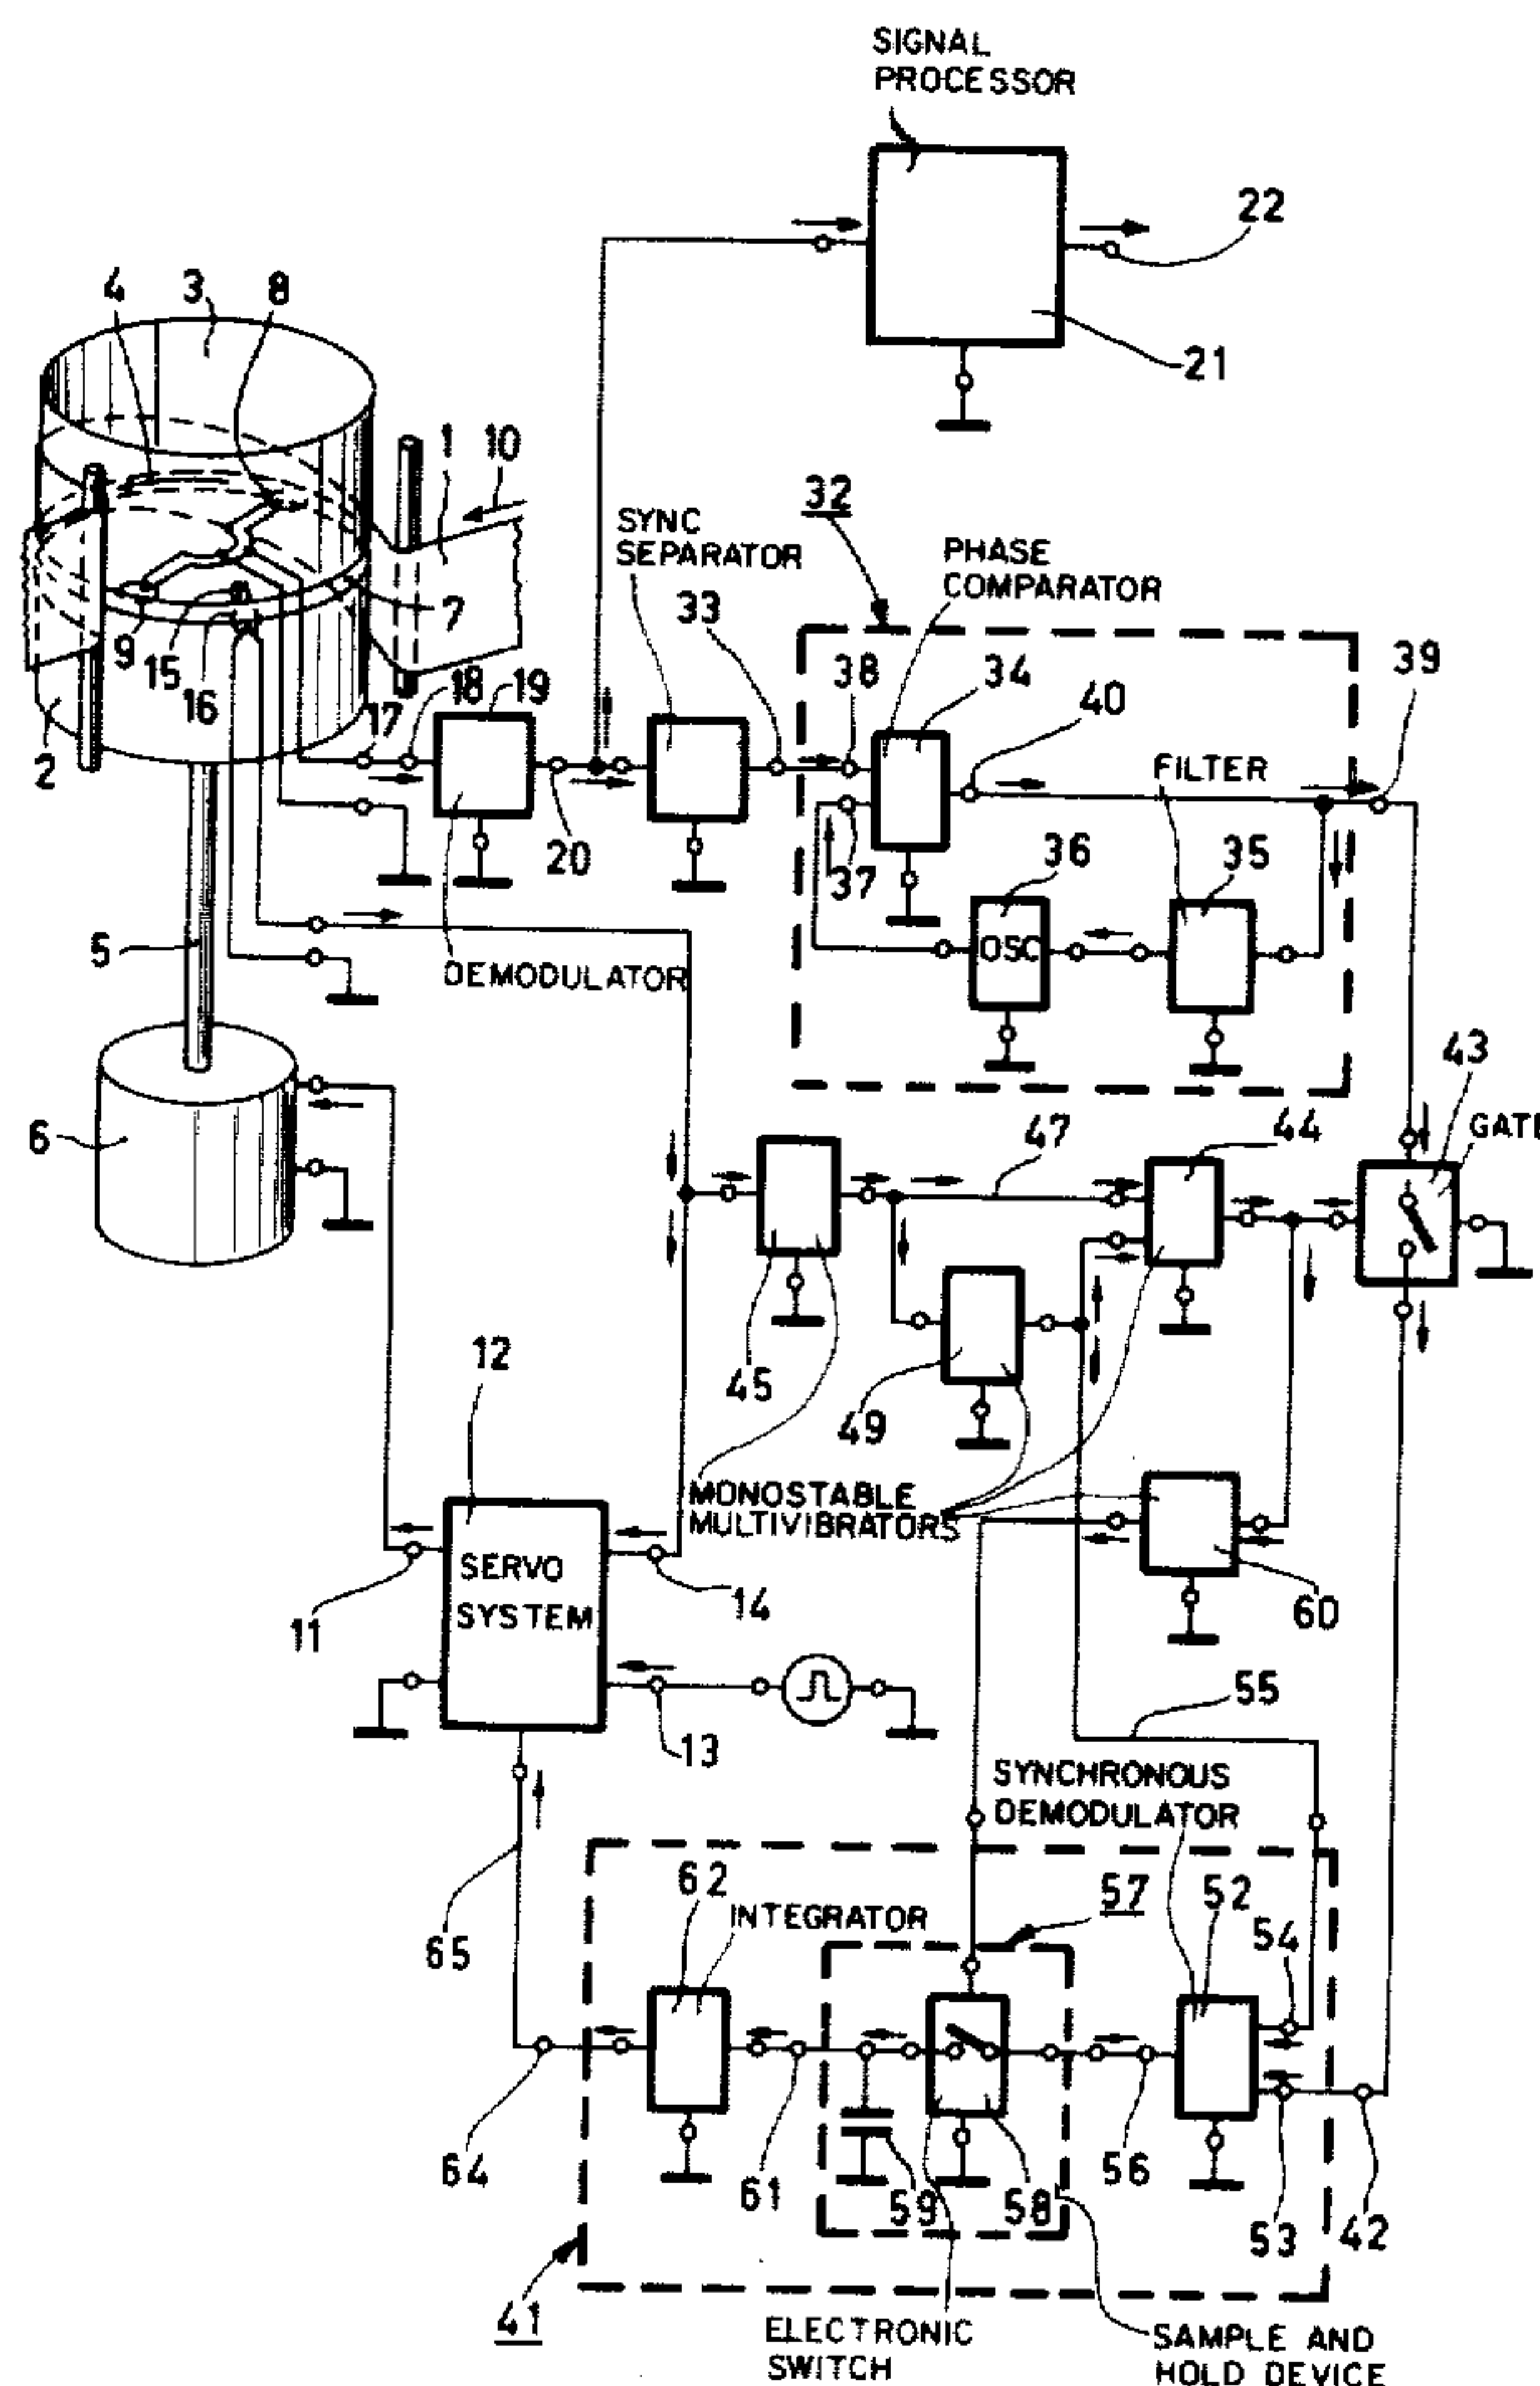 SIGNAL
PROCESSOR
22
21
4 3 8
1 10
32
SYNC
SEPARATOR
PHASE
COMPARATOR
33
7
9 15 16
17 18 19
38 34 40 39
2
FILTER
20
37 36 35
5
OSC
DEMODULATOR
43
GATE
6
47 44
12
45
49
MONOSTABLE
MULTIVIBRATORS
SERVO
SYSTEM
11
14
60
13
55
SYNCHRONOUS
DEMODULATOR
62
INTEGRATOR
57 52 54
65
64 61 59 58 56 53 42
41
ELECTRONIC
SWITCH
SAMPLE AND
HOLD DEVICE